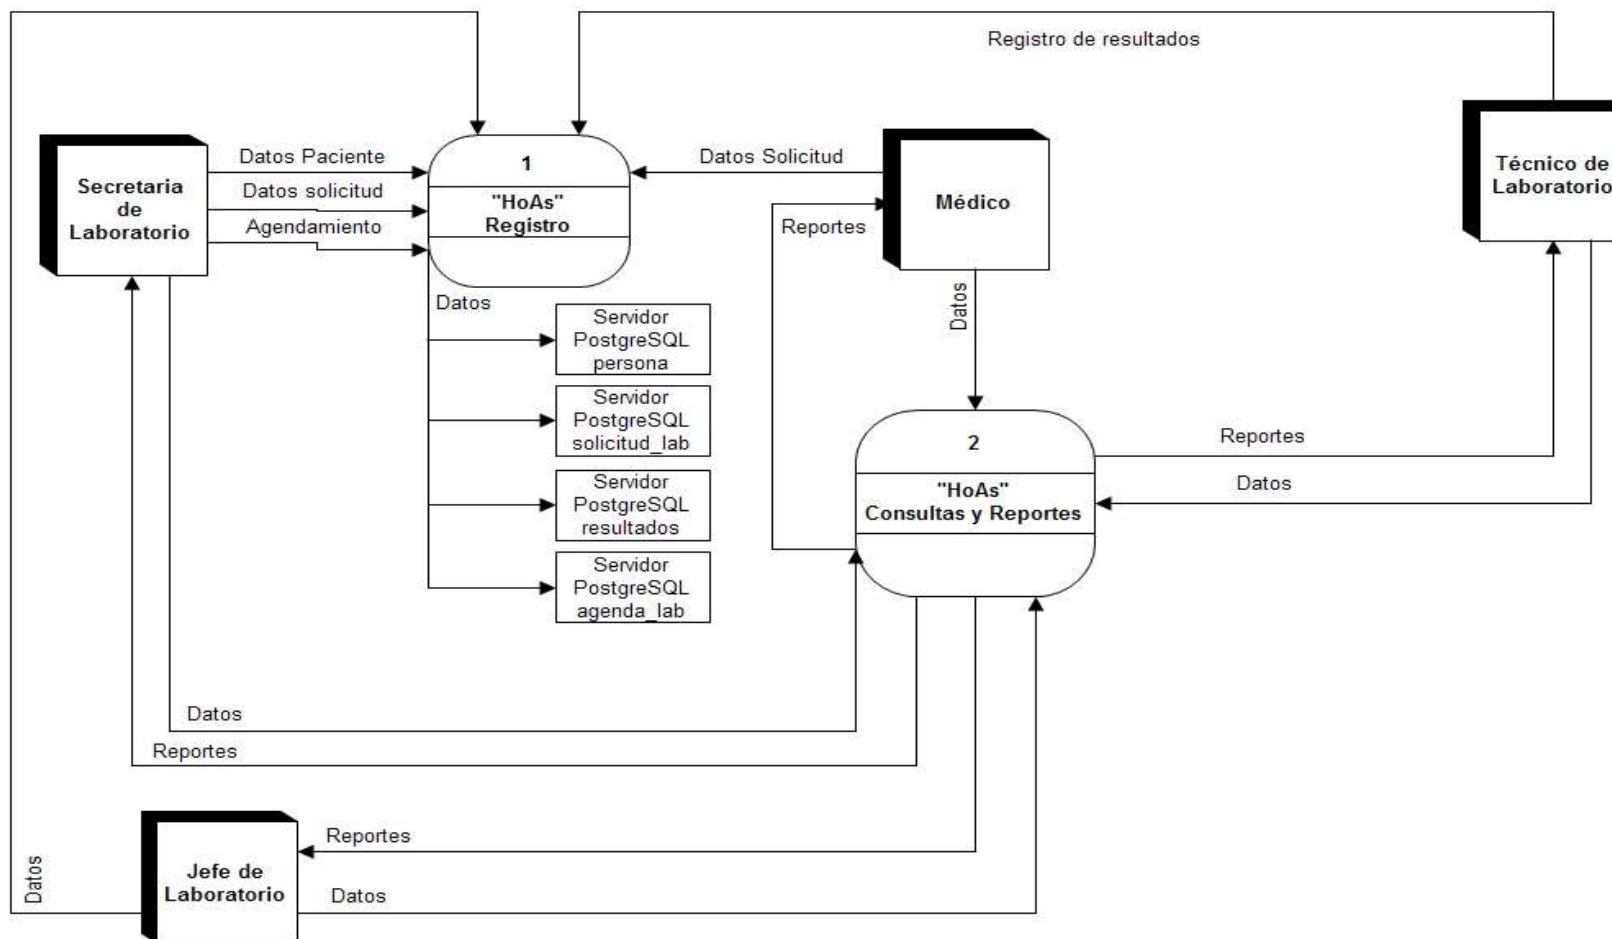 Registro de resultados
Secretaria
de
Laboratorio
Datos Paciente
Datos solicitud
Agendamiento
1
"HoAs"
Registro
Datos Solicitud
Reportes
Médico
Técnico de
Laboratorio
Datos
Datos
Servidor
PostgreSQL
persona
Servidor
PostgreSQL
solicitud_lab
Servidor
PostgreSQL
resultados
Servidor
PostgreSQL
agenda_lab
2
"HoAs"
Consultas y Reportes
Reportes
Datos
Datos
Reportes
Reportes
Datos
Jefe de
Laboratorio
Datos